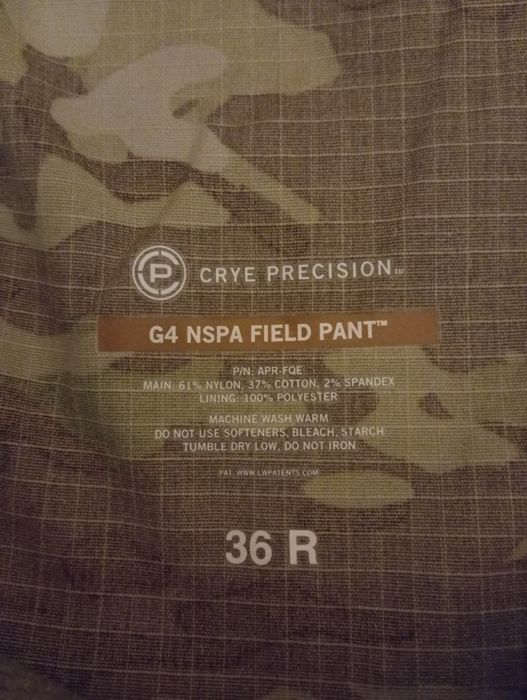 P CRYE PRECISION™
G4 NSPA FIELD PANT™
P/N: APR-FQE
MAIN: 61% NYLON, 37% COTTON, 2% SPANDEX
LINING: 100% POLYESTER
MACHINE WASH WARM
DO NOT USE SOFTENERS, BLEACH, STARCH
TUMBLE DRY LOW, DO NOT IRON
PAT. WWW.LWPATENTS.COM
36 R